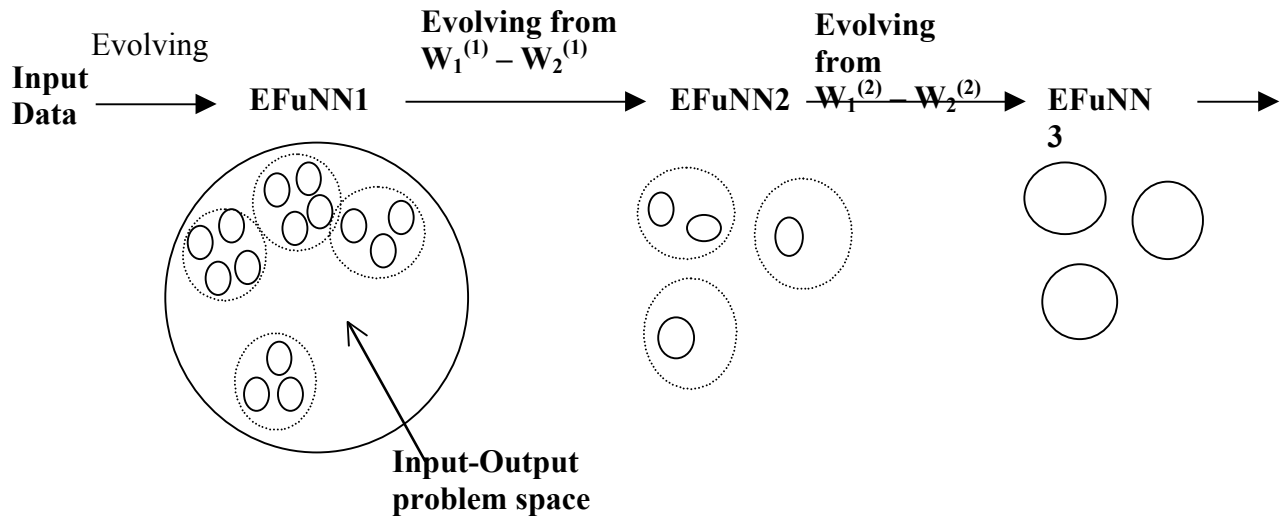 Evolving
Input
Data
EFuNN1
Evolving from
W₁⁽¹⁾ – W₂⁽¹⁾
EFuNN2
Evolving
from
W₁⁽²⁾ – W₂⁽²⁾
EFuNN
3
Input-Output
problem space